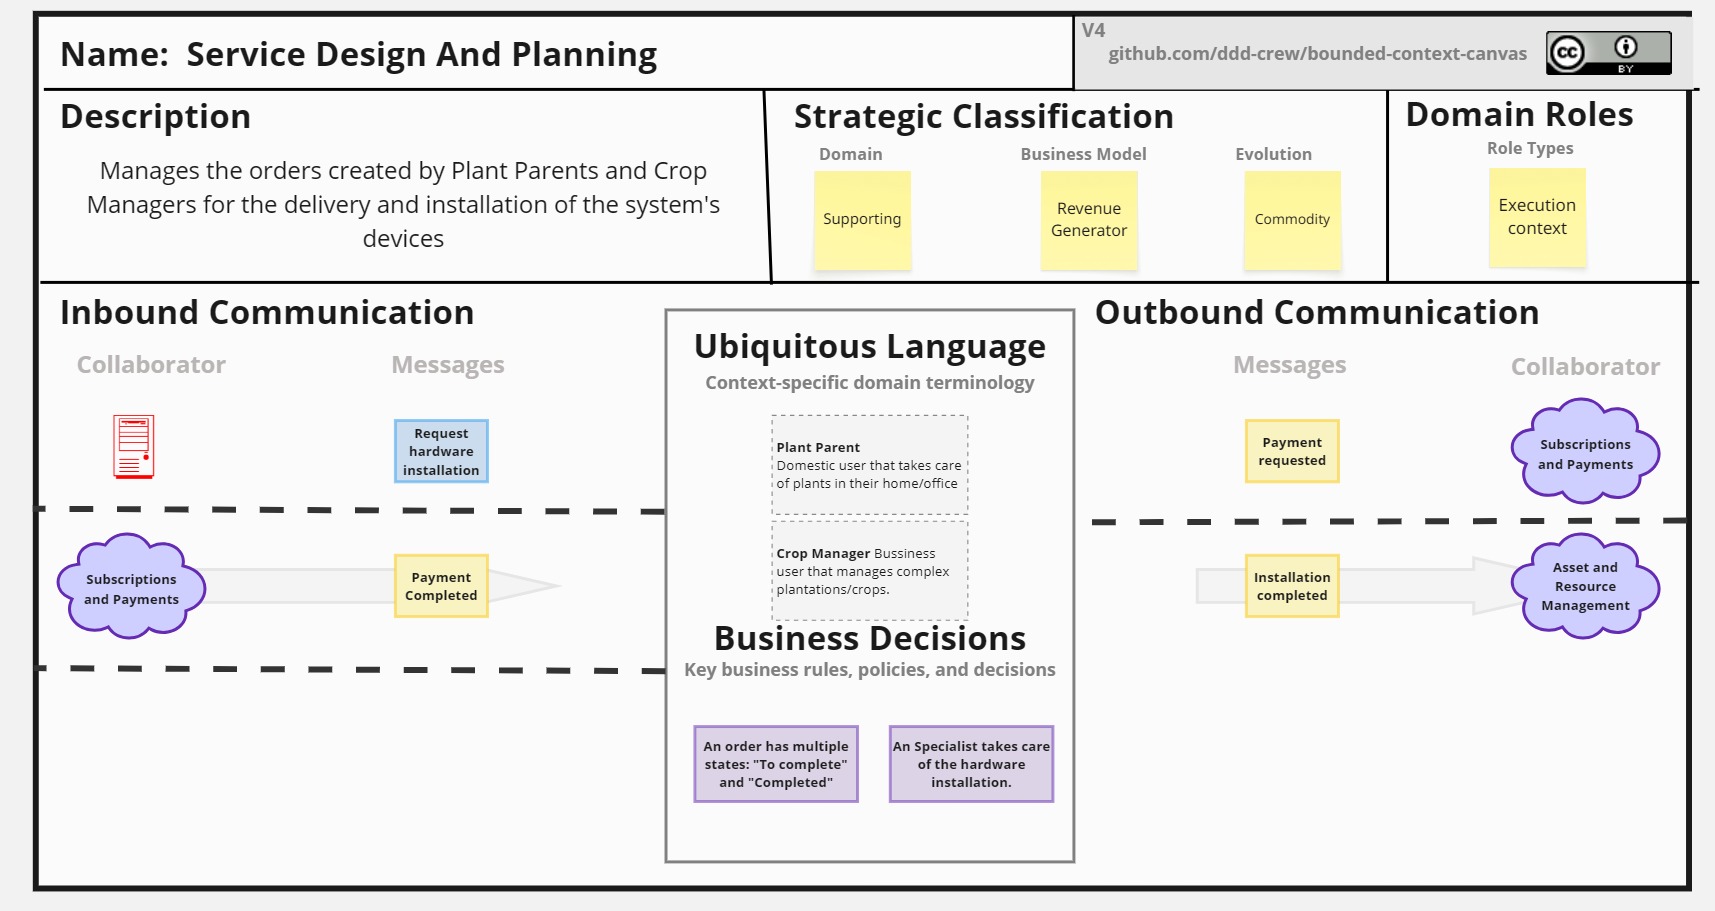 Name:  Service Design And Planning
V4
github.com/ddd-crew/bounded-context-canvas
cc
BY
Description
Manages the orders created by Plant Parents and Crop
Managers for the delivery and installation of the system's
devices
Strategic Classification
Domain
Business Model
Evolution
Supporting
Revenue
Generator
Commodity
Domain Roles
Role Types
Execution
context
Inbound Communication
Collaborator
Messages
Request
hardware
installation
Subscriptions
and Payments
Payment
Completed
Ubiquitous Language
Context-specific domain terminology
Plant Parent
Domestic user that takes care
of plants in their home/office
Crop Manager Bussiness
user that manages complex
plantations/crops.
Business Decisions
Key business rules, policies, and decisions
An order has multiple
states: "To complete"
and "Completed"
An Specialist takes care
of the hardware
installation.
Outbound Communication
Messages
Collaborator
Payment
requested
Subscriptions
and Payments
Installation
completed
Asset and
Resource
Management